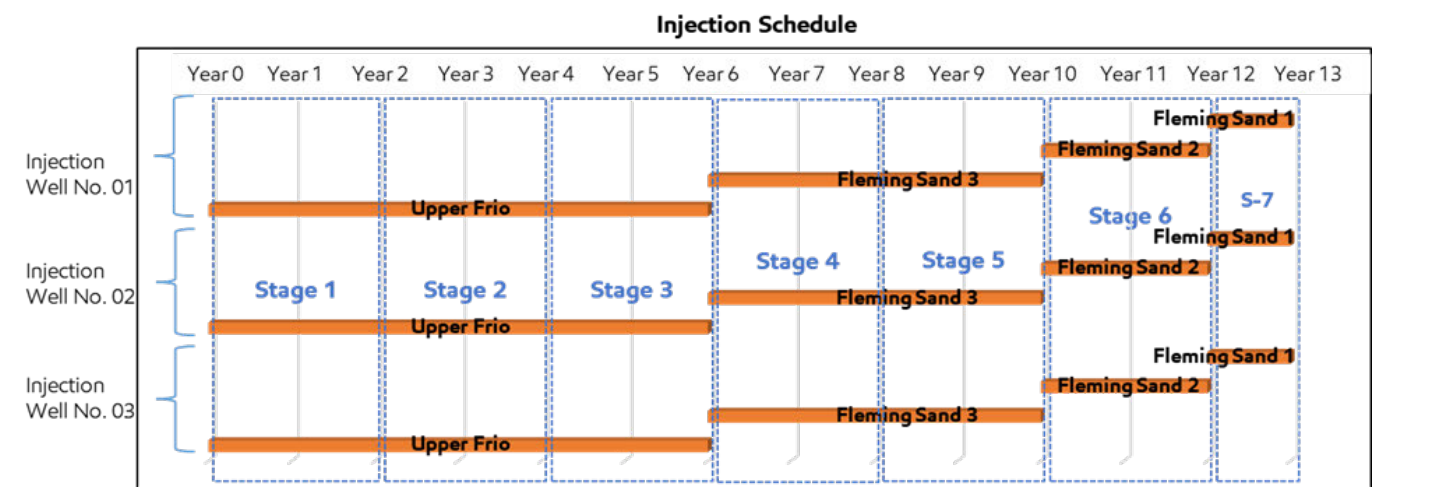 Injection Schedule
Year 0 Year 1 Year 2 Year 3 Year 4 Year 5 Year 6 Year 7 Year 8 Year 9 Year 10 Year 11 Year 12 Year 13
Injection
Well No. 01
Fleming Sand 1
Fleming Sand 2
Fleming Sand 3
Upper Frio
S-7
Stage 6
Injection
Well No. 02
Fleming Sand 1
Fleming Sand 2
Stage 4
Stage 5
Stage 1
Stage 2
Stage 3
Fleming Sand 3
Upper Frio
Injection
Well No. 03
Fleming Sand 1
Fleming Sand 2
Fleming Sand 3
Upper Frio